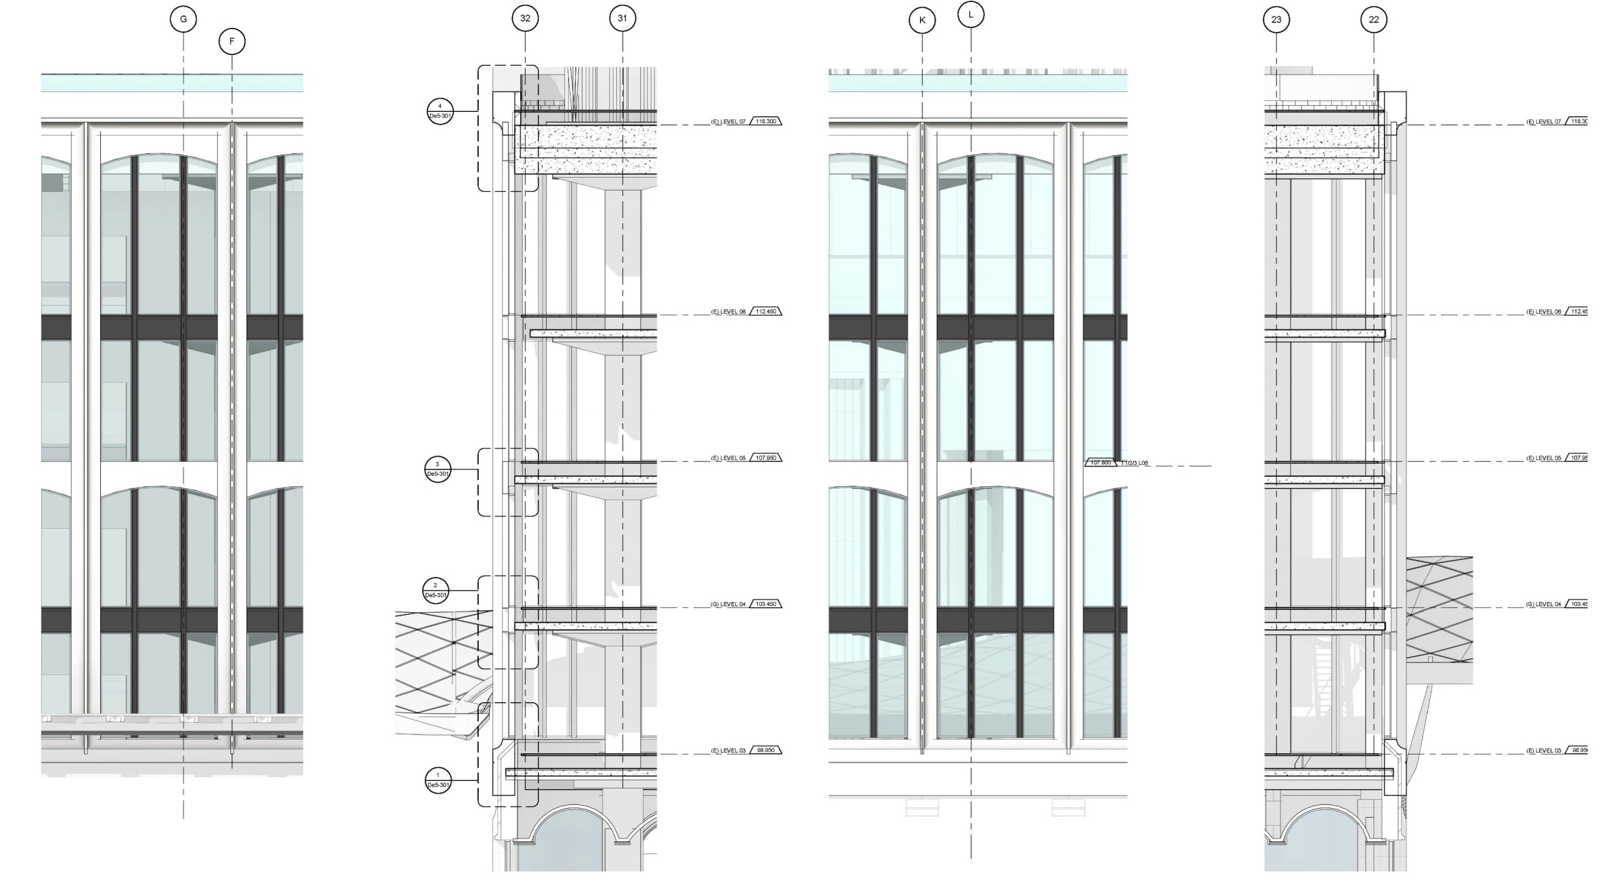 G
F
32
31
K
L
23
22
4
De5-301
(E) LEVEL 07 118.300
(E) LEVEL 07 118.30
(E) LEVEL 06 112.450
(E) LEVEL 06 112.45
3
De5-301
(E) LEVEL 05 107.950
107.800 T1/2/3 L05
(E) LEVEL 05 107.95
2
De5-301
(G) LEVEL 04 103.450
(G) LEVEL 04 103.45
(E) LEVEL 03 98.950
(E) LEVEL 03 98.95
1
De5-301